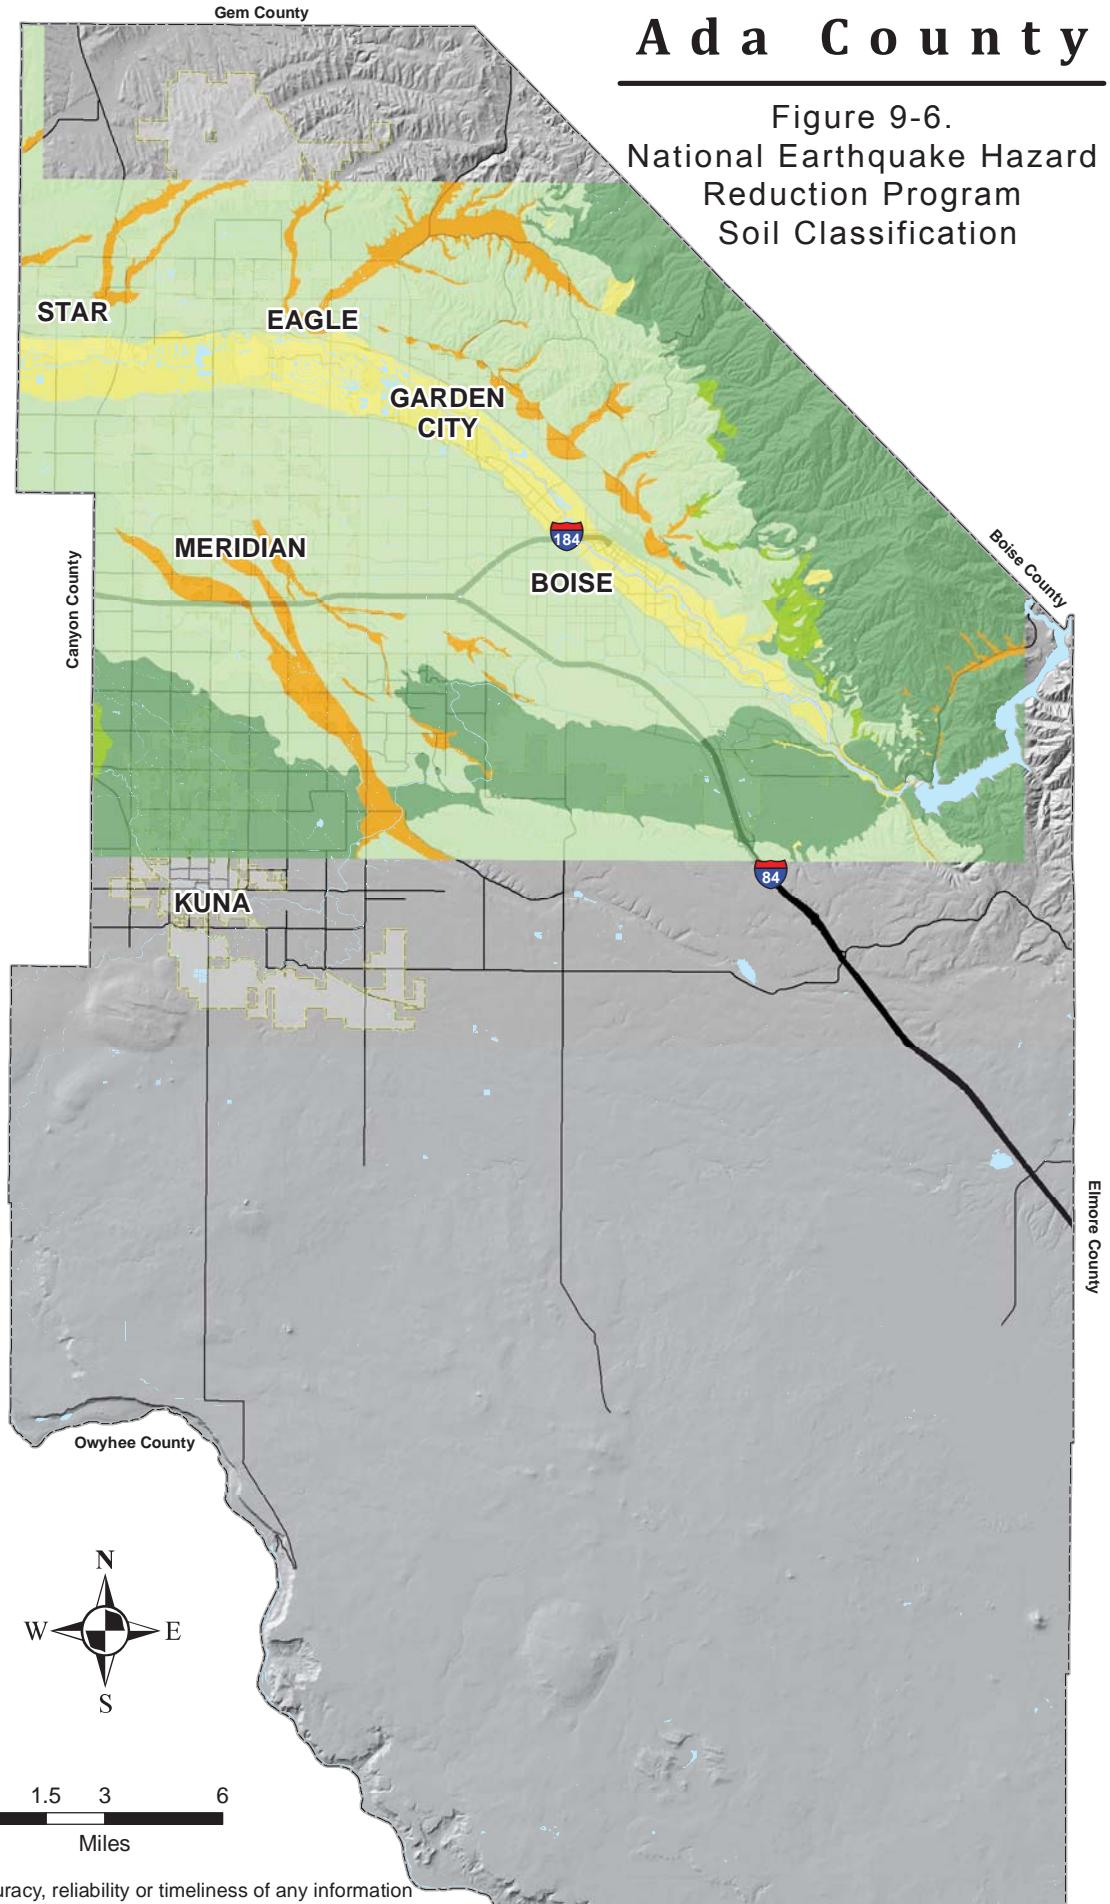 Gem County
Ada County
Figure 9-6.
National Earthquake Hazard
Reduction Program
Soil Classification
STAR
EAGLE
GARDEN
CITY
184
MERIDIAN
BOISE
Boise County
Canyon County
84
KUNA
Elmore County
Owyhee County
N
W E
S
1.5 3 6
Miles
reliability or timeliness of any information